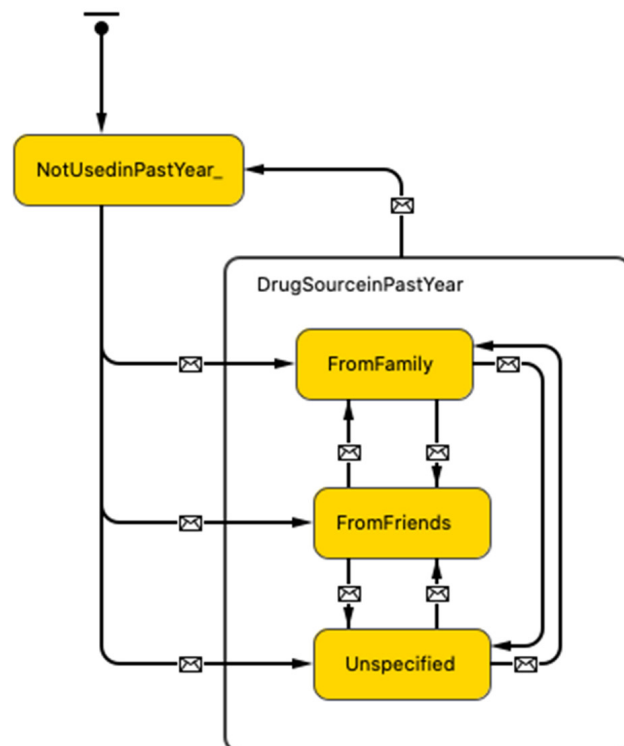 NotUsedinPastYear_
DrugSourceinPastYear
FromFamily
FromFriends
Unspecified